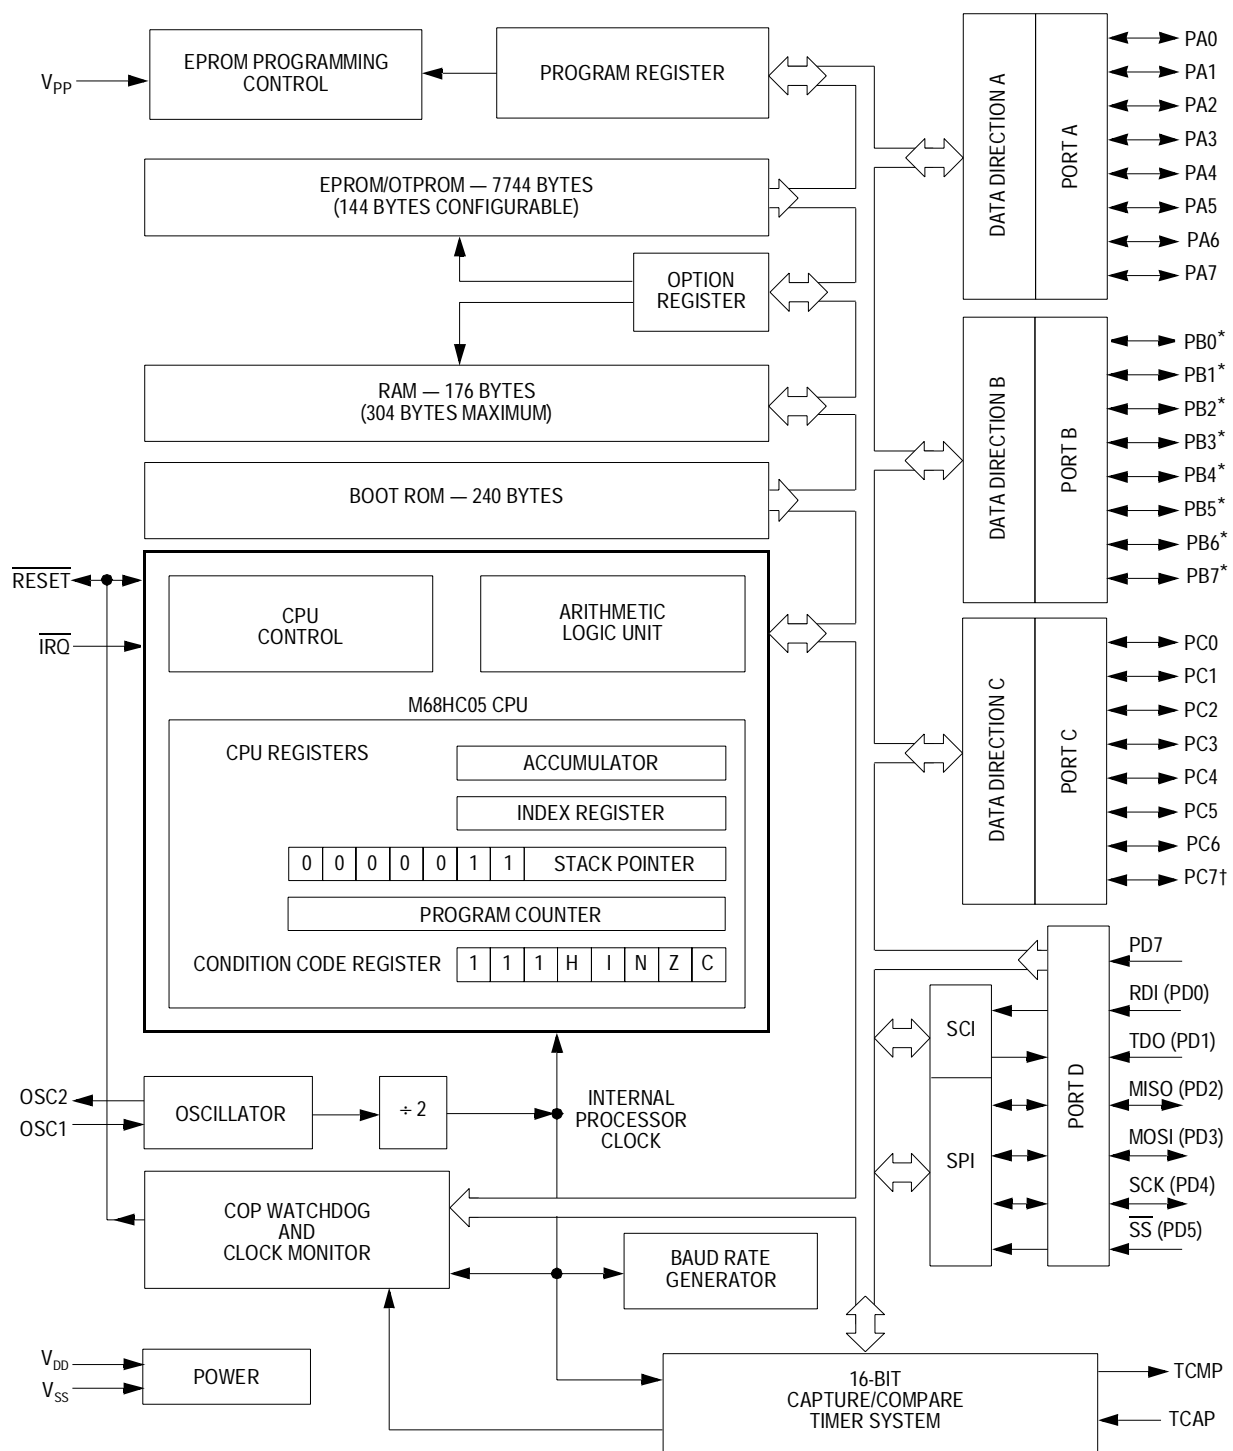 EPROM PROGRAMMING
CONTROL
PROGRAM REGISTER
VPP
EPROM/OTPROM — 7744 BYTES
(144 BYTES CONFIGURABLE)
OPTION
REGISTER
RAM — 176 BYTES
(304 BYTES MAXIMUM)
BOOT ROM — 240 BYTES
RESET
IRQ
CPU
CONTROL
ARITHMETIC
LOGIC UNIT
M68HC05 CPU
CPU REGISTERS
ACCUMULATOR
INDEX REGISTER
0 0 0 0 0 1 1 STACK POINTER
PROGRAM COUNTER
CONDITION CODE REGISTER 1 1 1 H I N Z C
OSC2
OSC1
OSCILLATOR
÷ 2
INTERNAL
PROCESSOR
CLOCK
COP WATCHDOG
AND
CLOCK MONITOR
BAUD RATE
GENERATOR
VDD
VSS
POWER
16-BIT
CAPTURE/COMPARE
TIMER SYSTEM
TCMP
TCAP
DATA DIRECTION A
PORT A
PA0
PA1
PA2
PA3
PA4
PA5
PA6
PA7
DATA DIRECTION B
PORT B
PB0*
PB1*
PB2*
PB3*
PB4*
PB5*
PB6*
PB7*
DATA DIRECTION C
PORT C
PC0
PC1
PC2
PC3
PC4
PC5
PC6
PC7†
SCI
SPI
PORT D
PD7
RDI (PD0)
TDO (PD1)
MISO (PD2)
MOSI (PD3)
SCK (PD4)
SS (PD5)